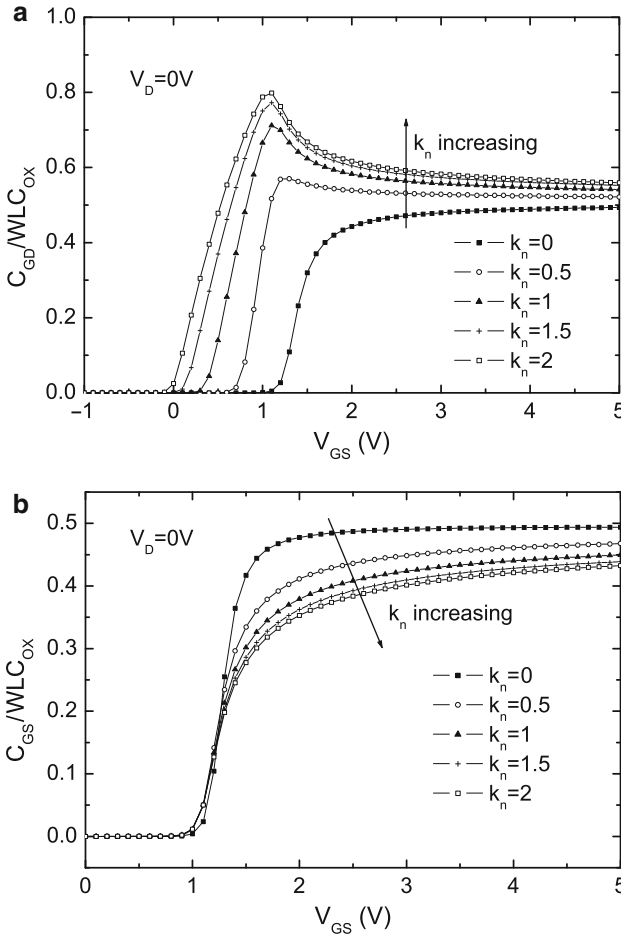 a
1.0
0.8
0.6
0.4
0.2
0.0
C_GD/WLC_OX
V_D=0V
k_n increasing
k_n=0
k_n=0.5
k_n=1
k_n=1.5
k_n=2
−1 0 1 2 3 4 5
V_GS (V)
b
0.5
0.4
0.3
0.2
0.1
0.0
C_GS/WLC_OX
V_D=0V
k_n increasing
k_n=0
k_n=0.5
k_n=1
k_n=1.5
k_n=2
0 1 2 3 4 5
V_GS (V)